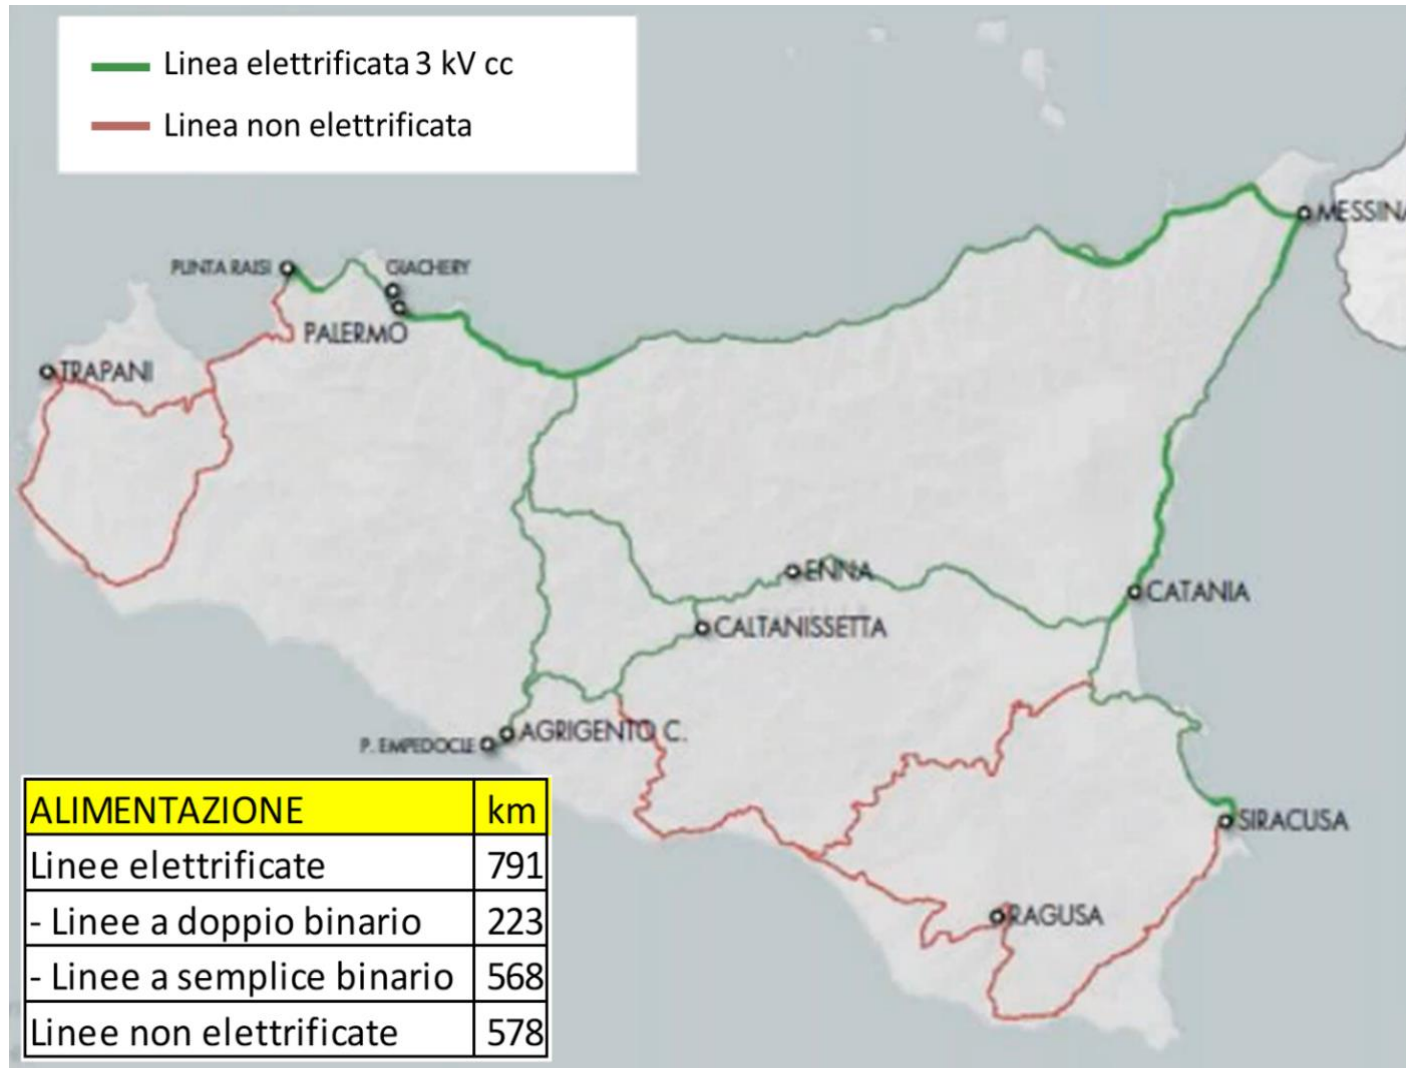 Linea elettrificata 3 kV cc
Linea non elettrificata
MESSINA
PUNTA RAISI
GIACHERY
PALERMO
TRAPANI
ENNA
CATANIA
CALTANISSETTA
AGRIGENTO C.
P. EMPEDOCLE
SIRACUSA
RAGUSA
ALIMENTAZIONE km
Linee elettrificate 791
- Linee a doppio binario 223
- Linee a semplice binario 568
Linee non elettrificate 578